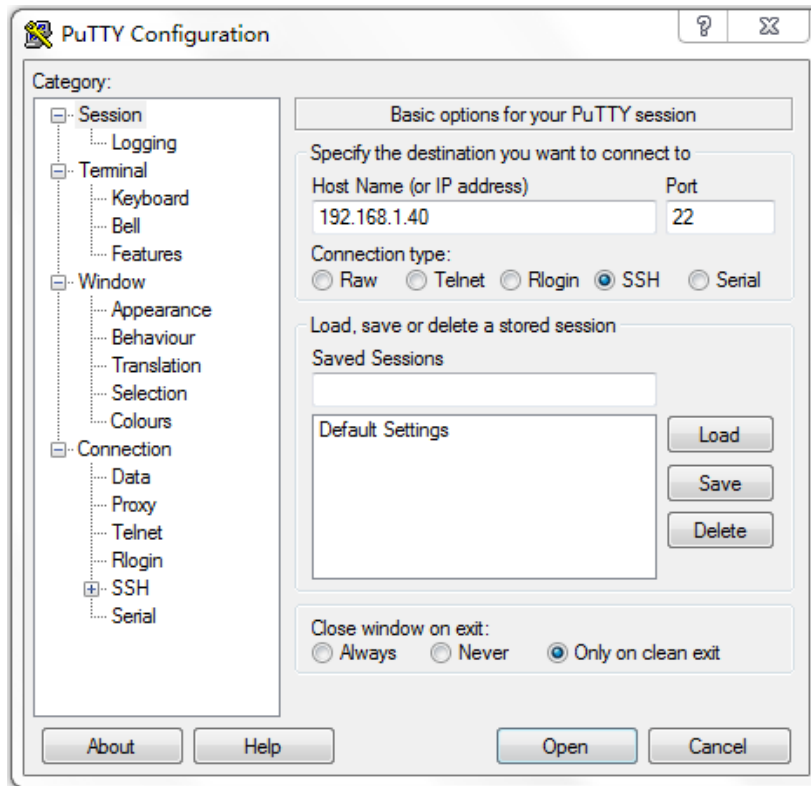 PuTTY Configuration
Category:
Session
Logging
Terminal
Keyboard
Bell
Features
Window
Appearance
Behaviour
Translation
Selection
Colours
Connection
Data
Proxy
Telnet
Rlogin
SSH
Serial
Basic options for your PuTTY session
Specify the destination you want to connect to
Host Name (or IP address) Port
192.168.1.40 22
Connection type:
Raw Telnet Rlogin SSH Serial
Load, save or delete a stored session
Saved Sessions
Default Settings
Load
Save
Delete
Close window on exit:
Always Never Only on clean exit
About Help Open Cancel